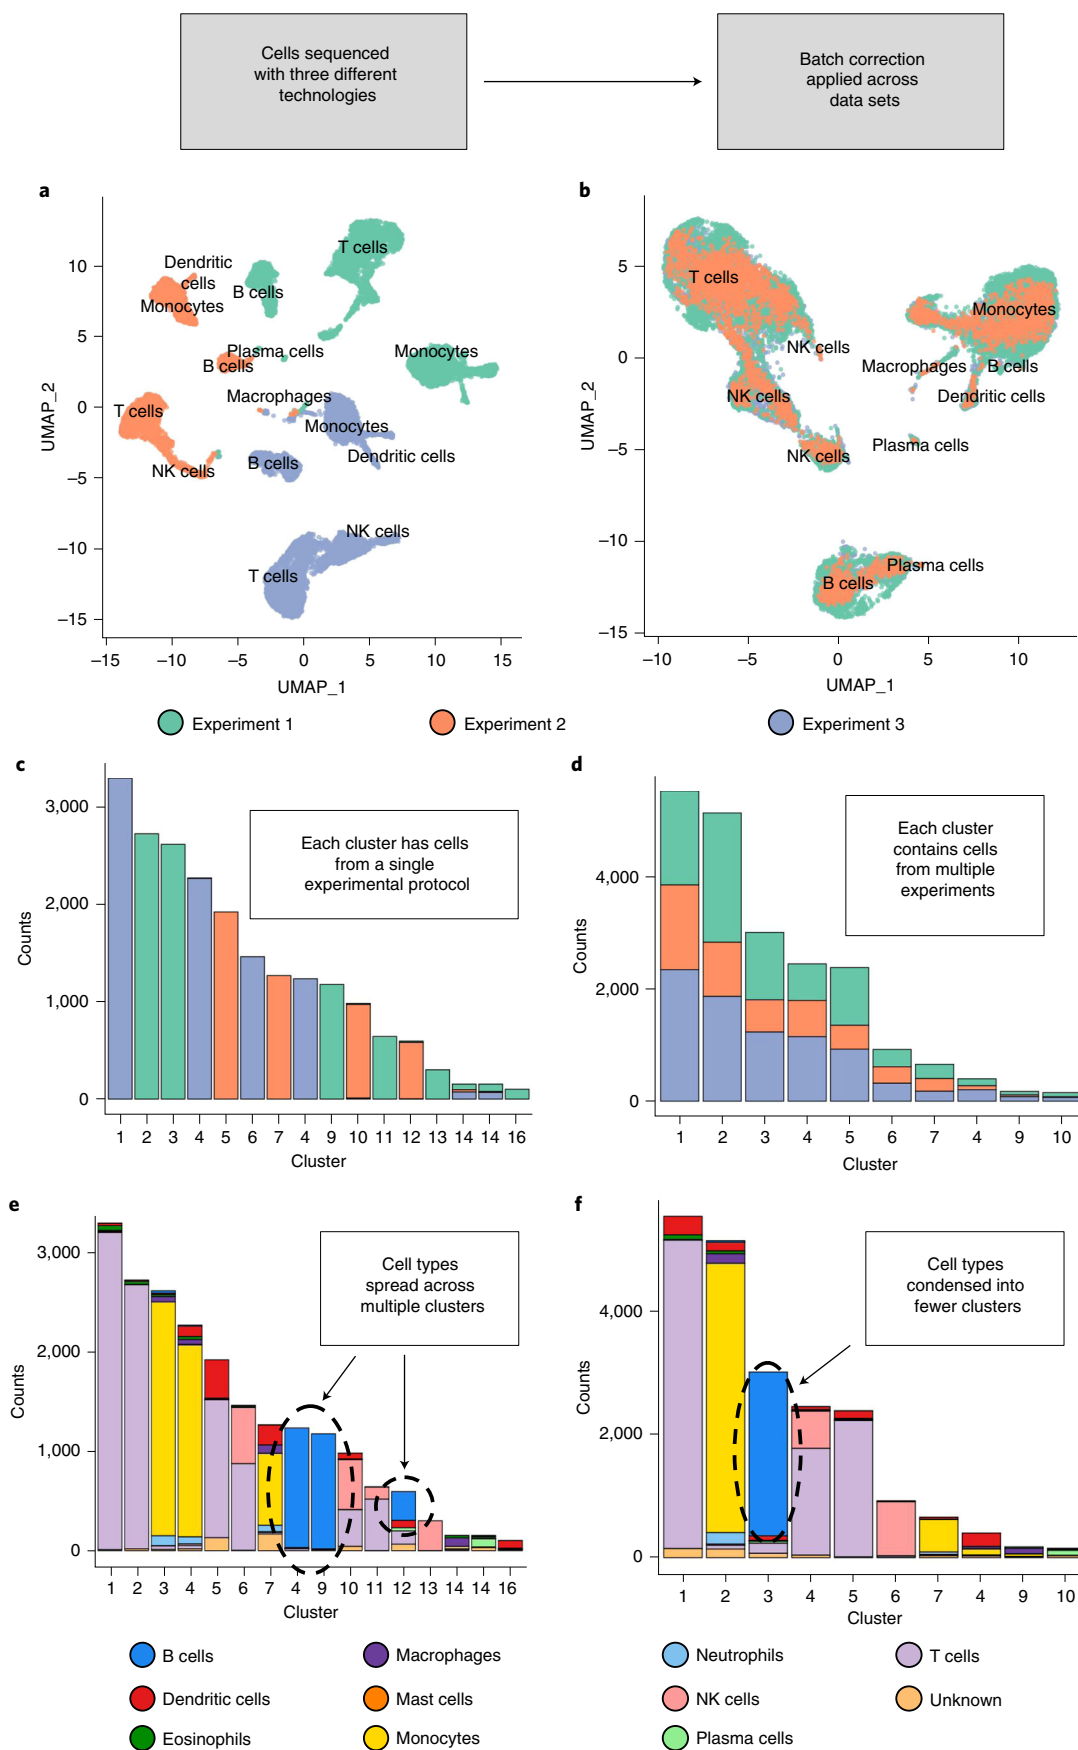 Cells sequenced
with three different
technologies
Batch correction
applied across
data sets
a
10
5
0
−5
−10
−15
UMAP_2
−15
−10
−5
0
5
10
15
UMAP_1
Dendritic
cells
Monocytes
B cells
T cells
Plasma cells
B cells
Monocytes
Macrophages
T cells
Monocytes
NK cells
B cells
Dendritic cells
NK cells
T cells
b
5
0
−5
−10
−15
UMAP_2
−10
−5
0
5
10
UMAP_1
T cells
Monocytes
NK cells
Macrophages
B cells
NK cells
Dendritic cells
Plasma cells
NK cells
Plasma cells
B cells
Experiment 1
Experiment 2
Experiment 3
c
3,000
2,000
1,000
0
Counts
Each cluster has cells
from a single
experimental protocol
1 2 3 4 5 6 7 4 9 10 11 12 13 14 14 16
Cluster
d
4,000
2,000
0
Counts
Each cluster
contains cells
from multiple
experiments
1 2 3 4 5 6 7 4 9 10
Cluster
e
3,000
2,000
1,000
0
Counts
Cell types
spread across
multiple clusters
1 2 3 4 5 6 7 4 9 10 11 12 13 14 14 16
Cluster
f
4,000
2,000
0
Counts
Cell types
condensed into
fewer clusters
1 2 3 4 5 6 7 4 9 10
Cluster
B cells
Macrophages
Neutrophils
T cells
Dendritic cells
Mast cells
NK cells
Unknown
Eosinophils
Monocytes
Plasma cells